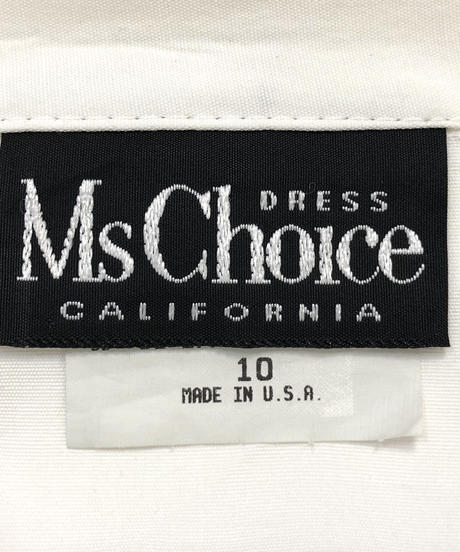 DRESS
Ms Choice
CALIFORNIA
10
MADE IN U.S.A.